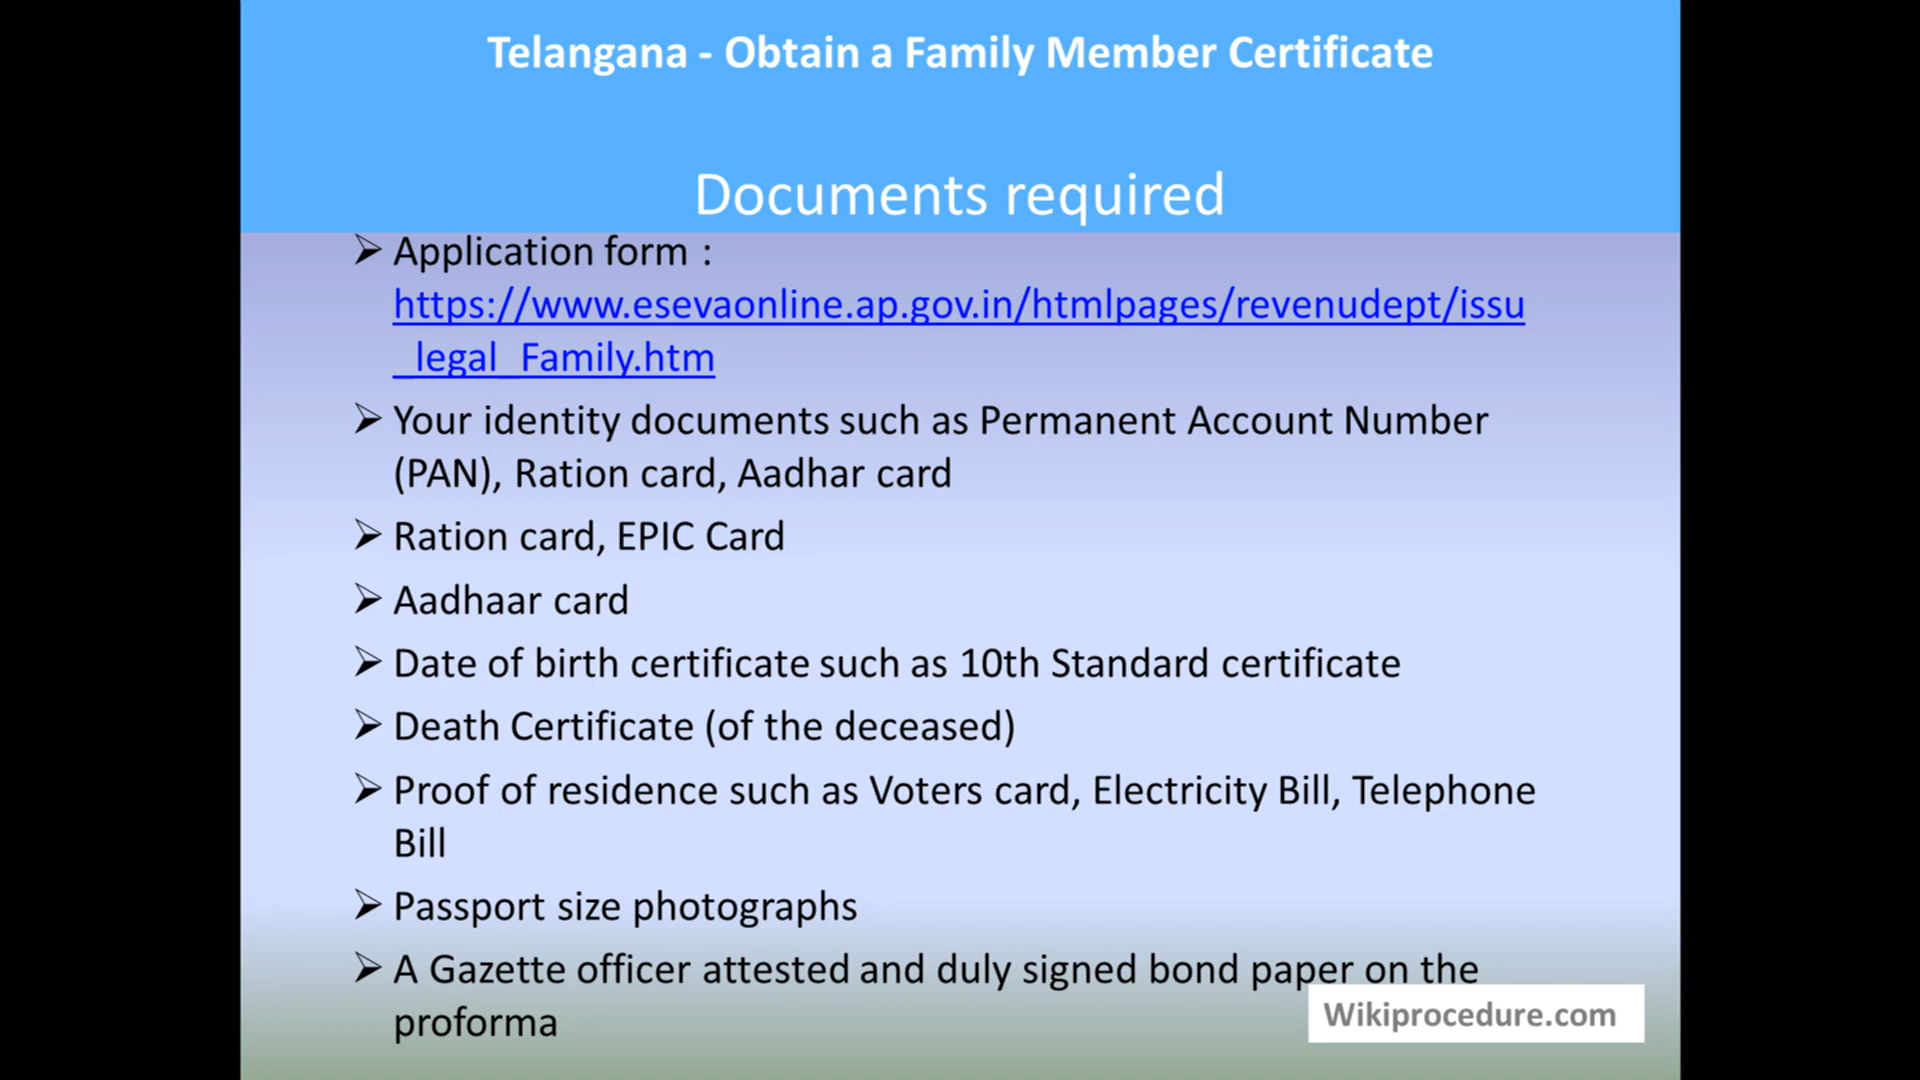 Telangana - Obtain a Family Member Certificate
Documents required
➢ Application form :
https://www.esevaonline.ap.gov.in/htmlpages/revenudept/issu
_legal_Family.htm
➢ Your identity documents such as Permanent Account Number
(PAN), Ration card, Aadhar card
➢ Ration card, EPIC Card
➢ Aadhaar card
➢ Date of birth certificate such as 10th Standard certificate
➢ Death Certificate (of the deceased)
➢ Proof of residence such as Voters card, Electricity Bill, Telephone
Bill
➢ Passport size photographs
➢ A Gazette officer attested and duly signed bond paper on the
proforma
Wikiprocedure.com